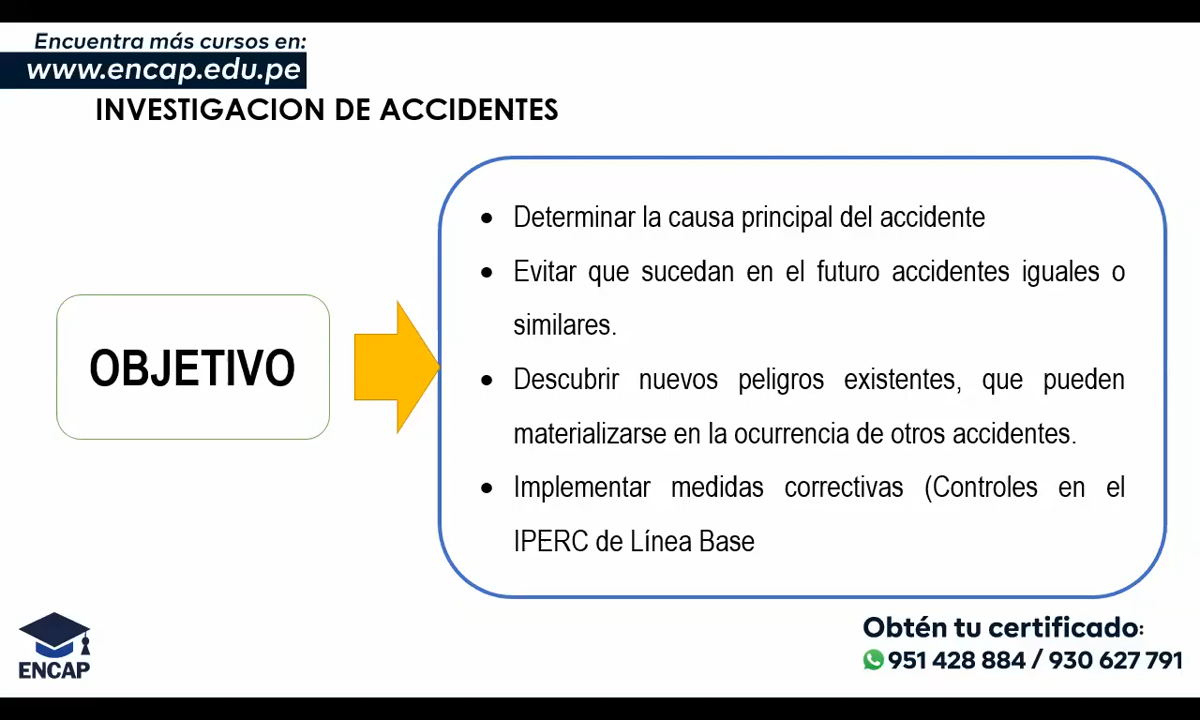 Encuentra más cursos en:
www.encap.edu.pe
INVESTIGACION DE ACCIDENTES
OBJETIVO
• Determinar la causa principal del accidente
• Evitar que sucedan en el futuro accidentes iguales o
similares.
• Descubrir nuevos peligros existentes, que pueden
materializarse en la ocurrencia de otros accidentes.
• Implementar medidas correctivas (Controles en el
IPERC de Línea Base
ENCAP
Obtén tu certificado:
951 428 884 / 930 627 791